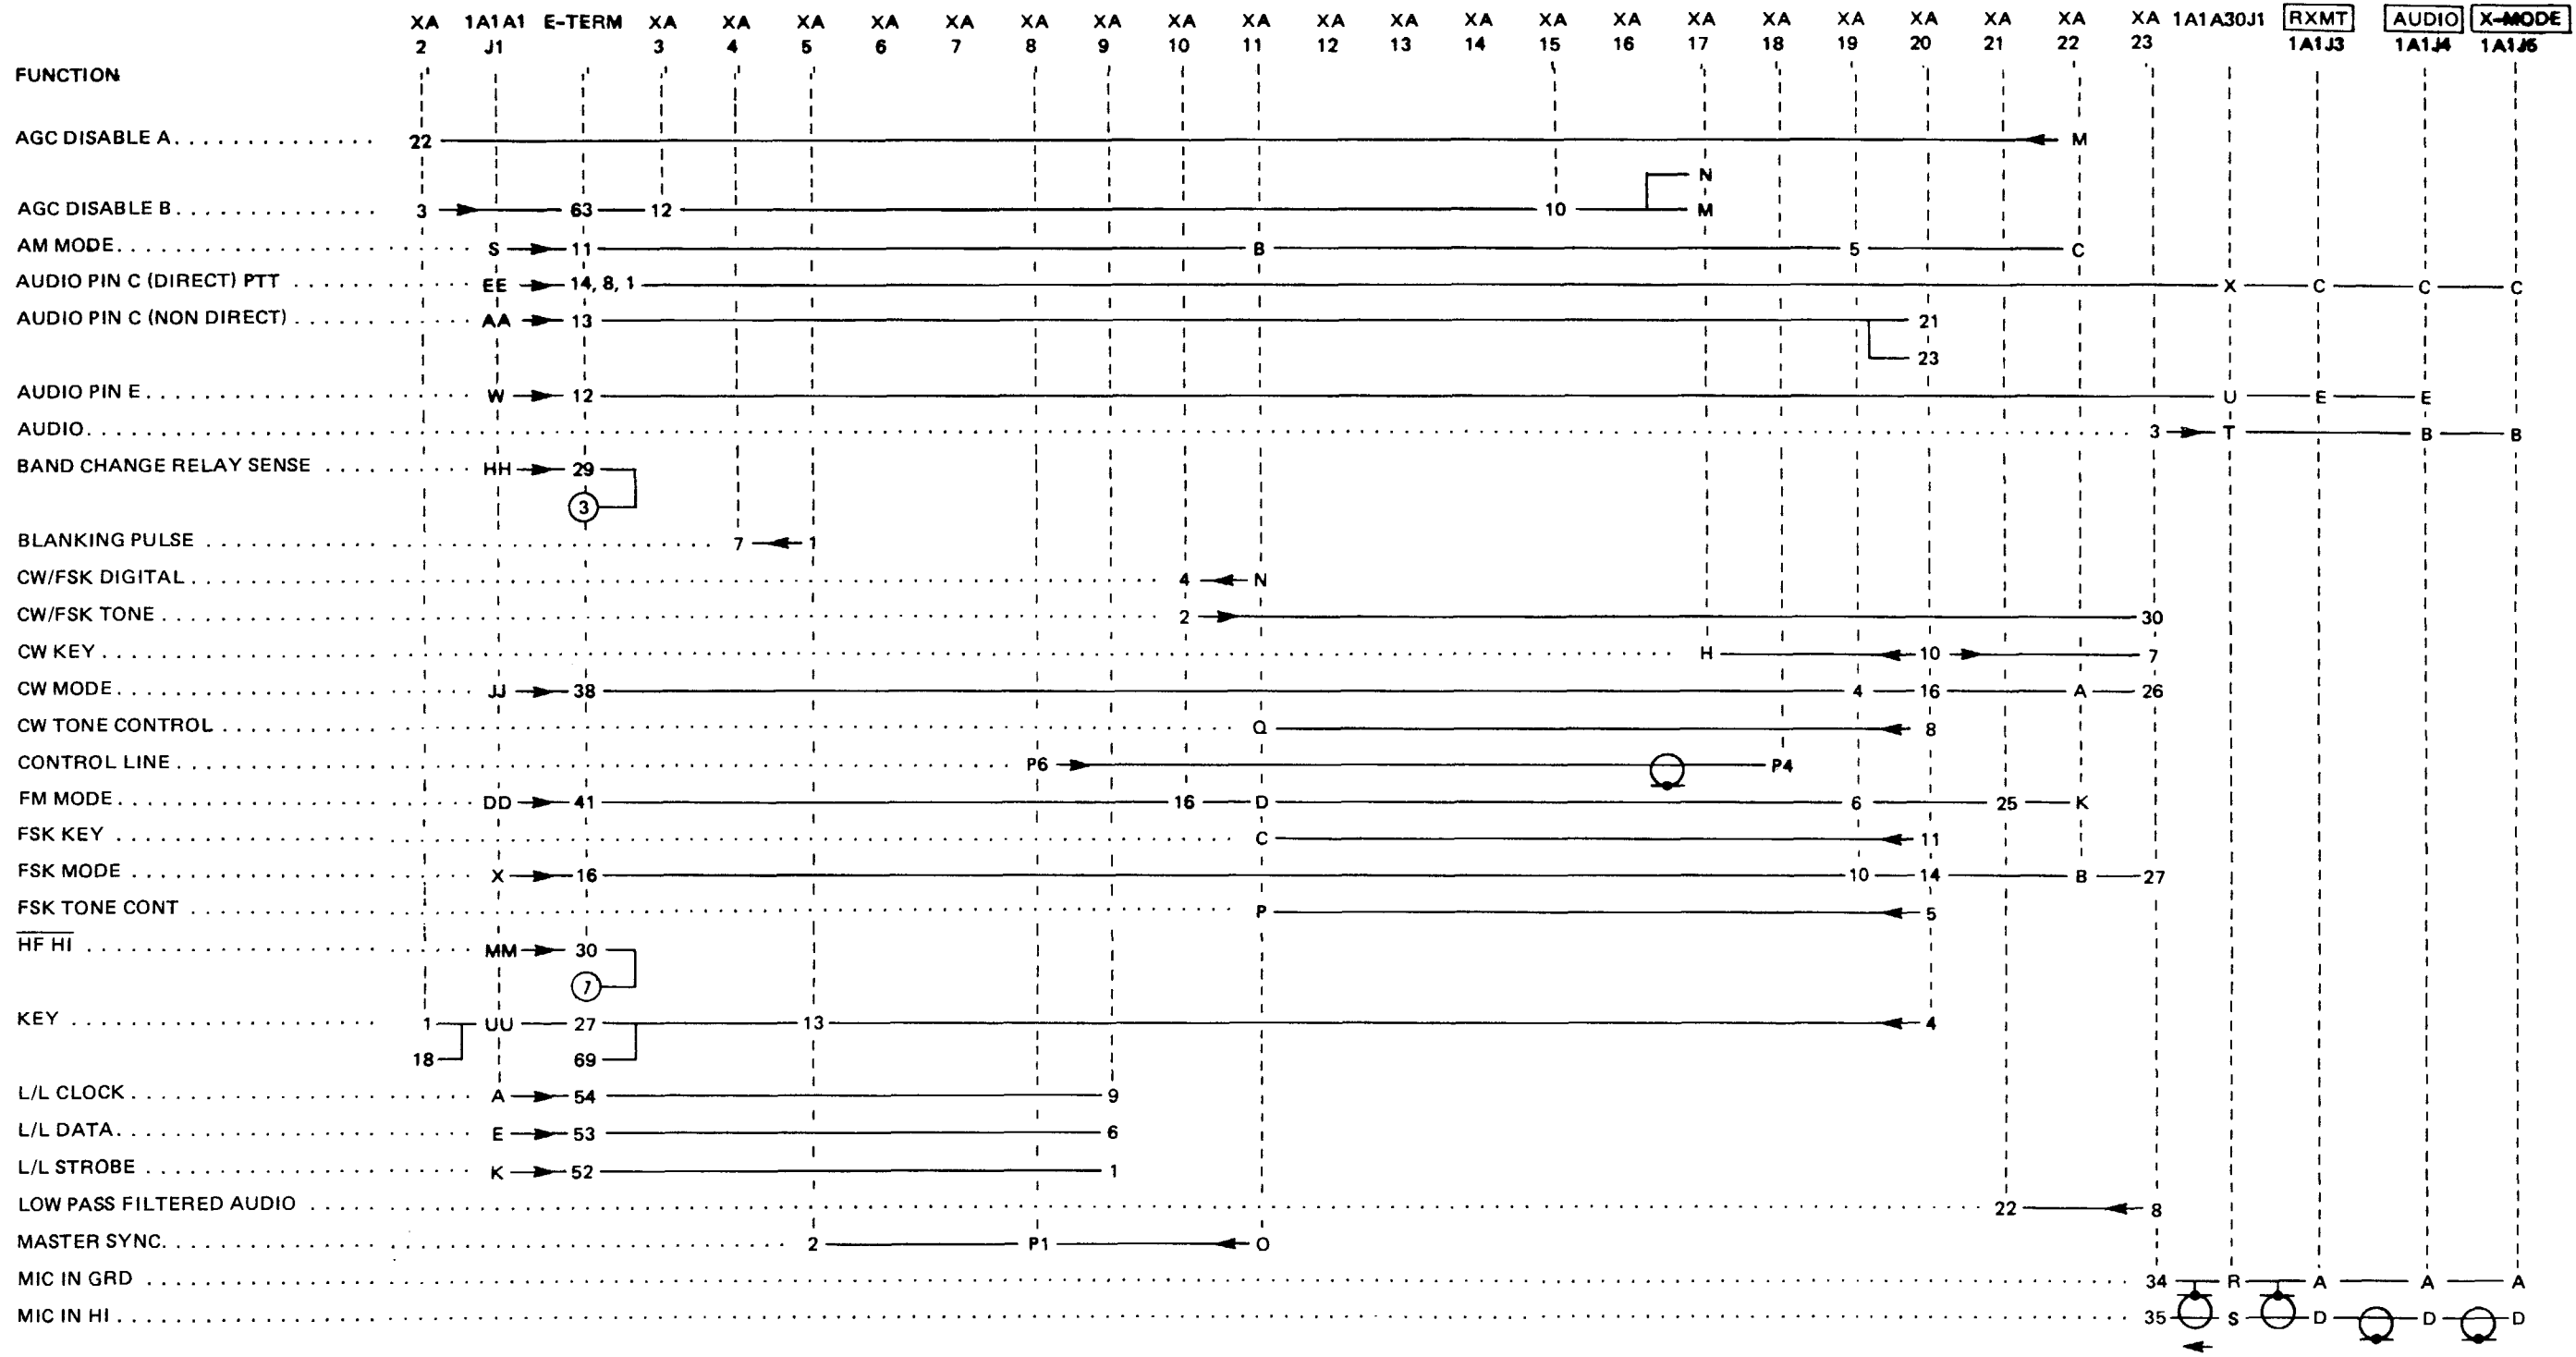 XA 1A1A1 E-TERM XA XA XA XA XA XA XA XA XA XA XA XA XA XA XA XA XA XA XA XA XA 1A1A30J1 RXMT AUDIO X-MODE
2 J1 3 4 5 6 7 8 9 10 11 12 13 14 15 16 17 18 19 20 21 22 23 1A1J3 1A1J4 1A1J5
FUNCTION
AGC DISABLE A 22 M
N
AGC DISABLE B 3 63 12 10 M
AM MODE S 11 B 5 C
AUDIO PIN C (DIRECT) PTT EE 14, 8, 1 X C C C
AUDIO PIN C (NON DIRECT) AA 13 21
23
AUDIO PIN E W 12 U E E
AUDIO 3 T B B
BAND CHANGE RELAY SENSE HH 29
3
BLANKING PULSE 7 1
CW/FSK DIGITAL 4 N
CW/FSK TONE 2 30
CW KEY H 10 7
CW MODE JJ 38 4 16 A 26
CW TONE CONTROL Q 8
CONTROL LINE P6 P4
FM MODE DD 41 16 D 6 25 K
FSK KEY C 11
FSK MODE X 16 10 14 B 27
FSK TONE CONT P 5
HF HI MM 30
7
KEY 1 UU 27 13 4
18 69
L/L CLOCK A 54 9
L/L DATA E 53 6
L/L STROBE K 52 1
LOW PASS FILTERED AUDIO 22 8
MASTER SYNC 2 P1 O
MIC IN GRD 34 R A A A
MIC IN HI 35 S D D D